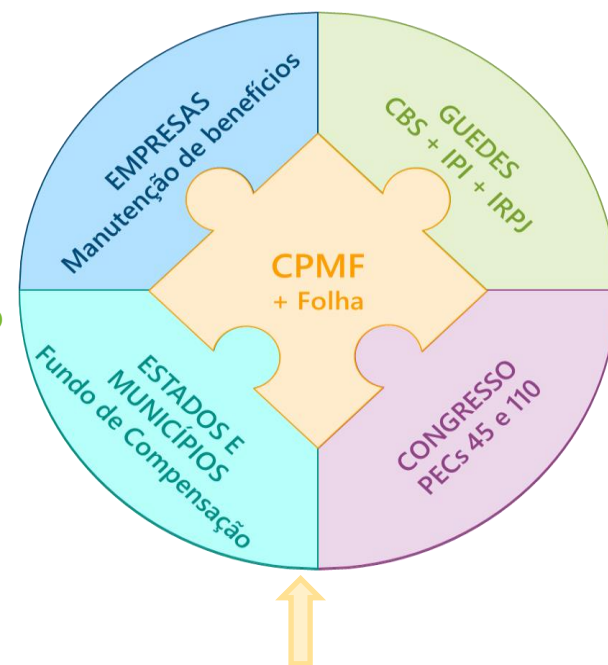 EMPRESAS
Manutenção de benefícios
GUEDES
CBS + IPI + IRPJ
CPMF
+ Folha
ESTADOS E
MUNICÍPIOS
Fundo de Compensação
CONGRESSO
PECs 45 e 110